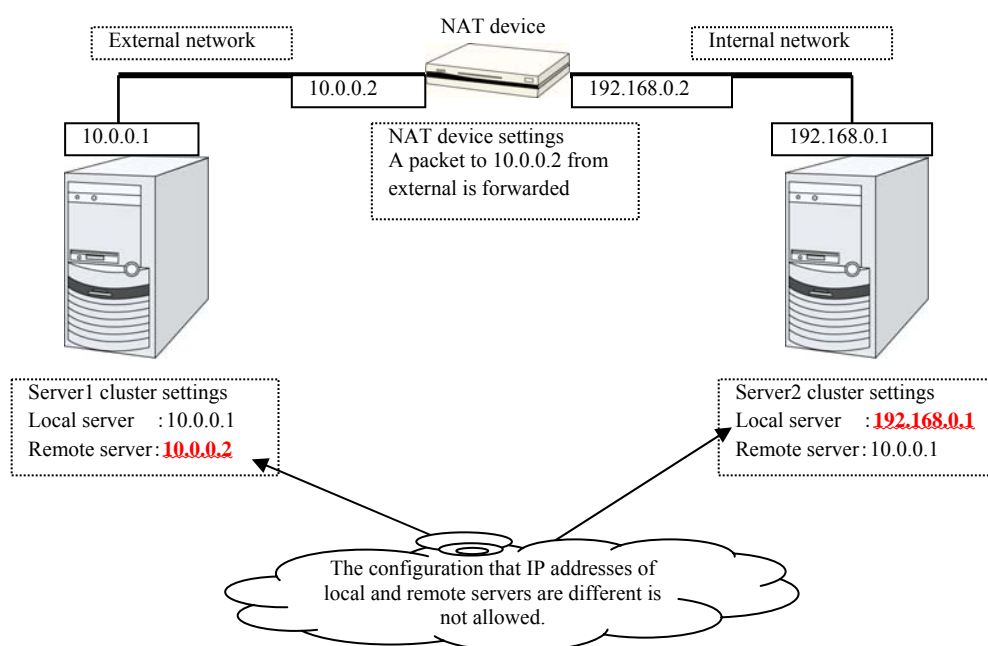 NAT device
External network
Internal network
10.0.0.2
192.168.0.2
10.0.0.1
192.168.0.1
NAT device settings
A packet to 10.0.0.2 from
external is forwarded
Server1 cluster settings
Local server :10.0.0.1
Remote server:10.0.0.2
Server2 cluster settings
Local server :192.168.0.1
Remote server:10.0.0.1
The configuration that IP addresses of
local and remote servers are different is
not allowed.